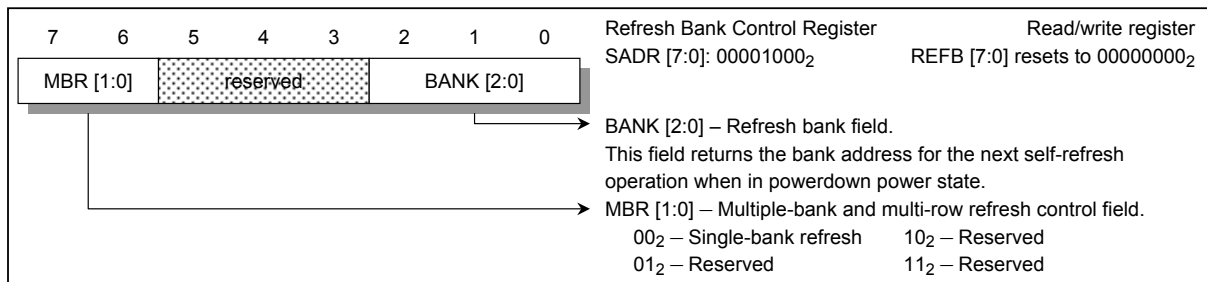 7 6 5 4 3 2 1 0
MBR [1:0] reserved BANK [2:0]
Refresh Bank Control Register Read/write register
SADR [7:0]: 00001000₂ REFB [7:0] resets to 00000000₂
BANK [2:0] – Refresh bank field.
This field returns the bank address for the next self-refresh
operation when in powerdown power state.
MBR [1:0] – Multiple-bank and multi-row refresh control field.
00₂ – Single-bank refresh 10₂ – Reserved
01₂ – Reserved 11₂ – Reserved